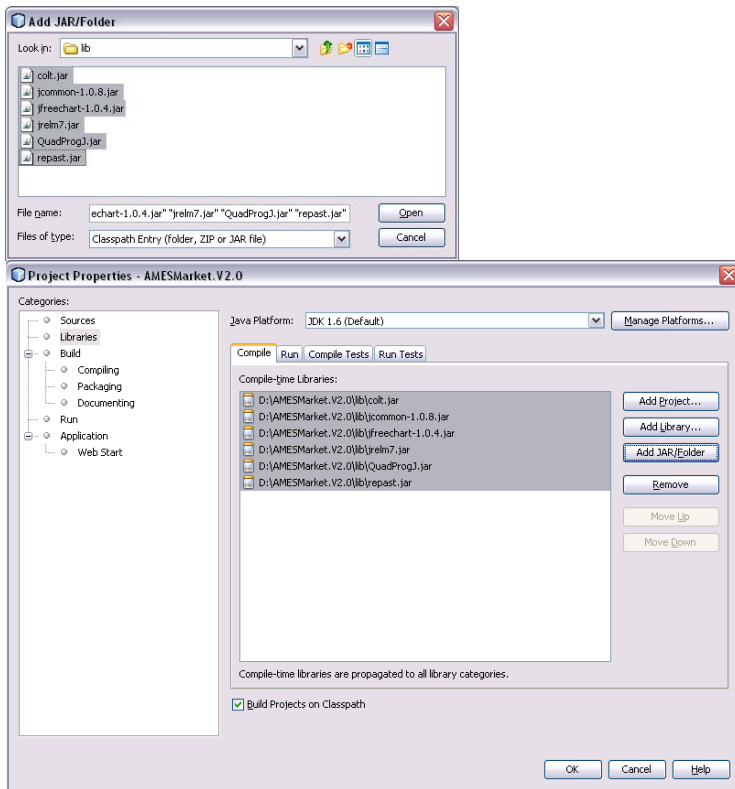 Add JAR/Folder
Look in: lib
colt.jar
jcommon-1.0.8.jar
jfreechart-1.0.4.jar
jrelm7.jar
QuadProgJ.jar
repast.jar
File name: echart-1.0.4.jar" "jrelm7.jar" "QuadProgJ.jar" "repast.jar" Open
Files of type: Classpath Entry (folder, ZIP or JAR file) Cancel
Project Properties - AMESMarket.V2.0
Categories:
Sources
Libraries
Build
Compiling
Packaging
Documenting
Run
Application
Web Start
Java Platform: JDK 1.6 (Default) Manage Platforms...
Compile Run Compile Tests Run Tests
Compile-time Libraries:
D:\AMESMarket.V2.0\lib\colt.jar
D:\AMESMarket.V2.0\lib\jcommon-1.0.8.jar
D:\AMESMarket.V2.0\lib\jfreechart-1.0.4.jar
D:\AMESMarket.V2.0\lib\jrelm7.jar
D:\AMESMarket.V2.0\lib\QuadProgJ.jar
D:\AMESMarket.V2.0\lib\repast.jar
Add Project...
Add Library...
Add JAR/Folder
Remove
Move Up
Move Down
Compile-time libraries are propagated to all library categories.
Build Projects on Classpath
OK Cancel Help